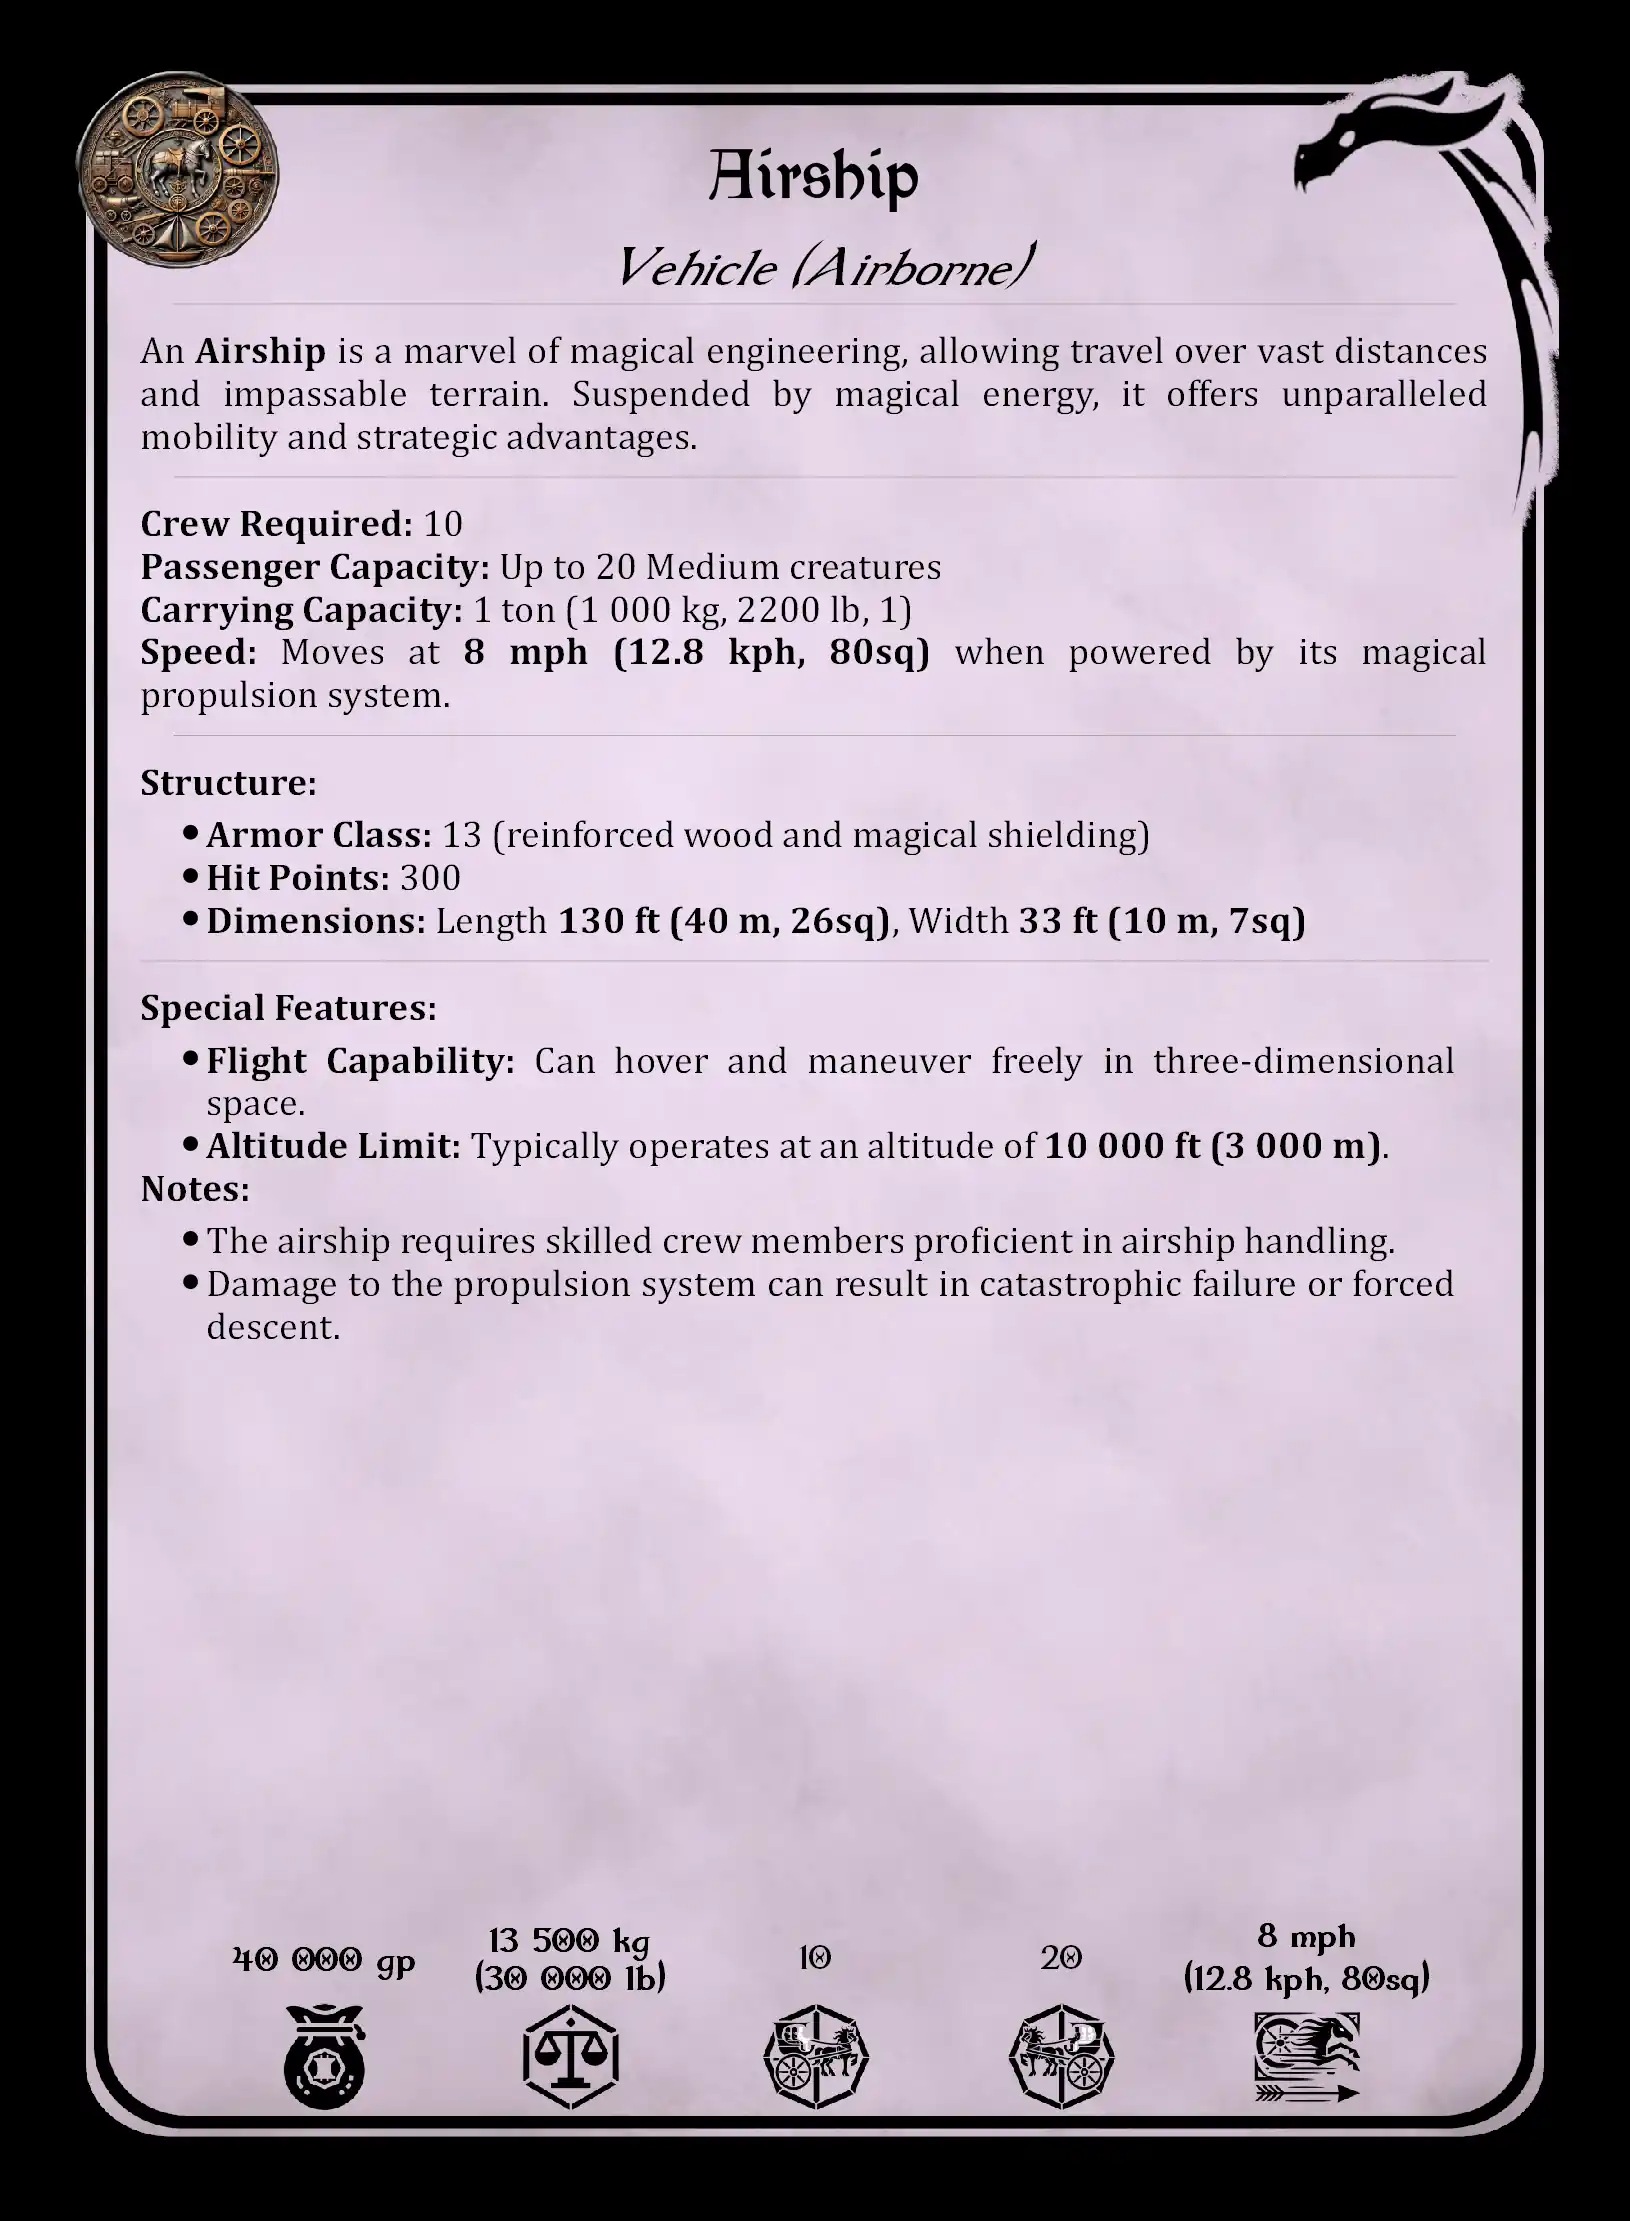 Airship
Vehicle (Airborne)
An Airship is a marvel of magical engineering, allowing travel over vast distances
and impassable terrain. Suspended by magical energy, it offers unparalleled
mobility and strategic advantages.
Crew Required: 10
Passenger Capacity: Up to 20 Medium creatures
Carrying Capacity: 1 ton (1 000 kg, 2200 lb, 1)
Speed: Moves at 8 mph (12.8 kph, 80sq) when powered by its magical
propulsion system.
Structure:
• Armor Class: 13 (reinforced wood and magical shielding)
• Hit Points: 300
• Dimensions: Length 130 ft (40 m, 26sq), Width 33 ft (10 m, 7sq)
Special Features:
• Flight Capability: Can hover and maneuver freely in three-dimensional
space.
• Altitude Limit: Typically operates at an altitude of 10 000 ft (3 000 m).
Notes:
• The airship requires skilled crew members proficient in airship handling.
• Damage to the propulsion system can result in catastrophic failure or forced
descent.
40 000 gp
13 500 kg
(30 000 lb)
10
20
8 mph
(12.8 kph, 80sq)